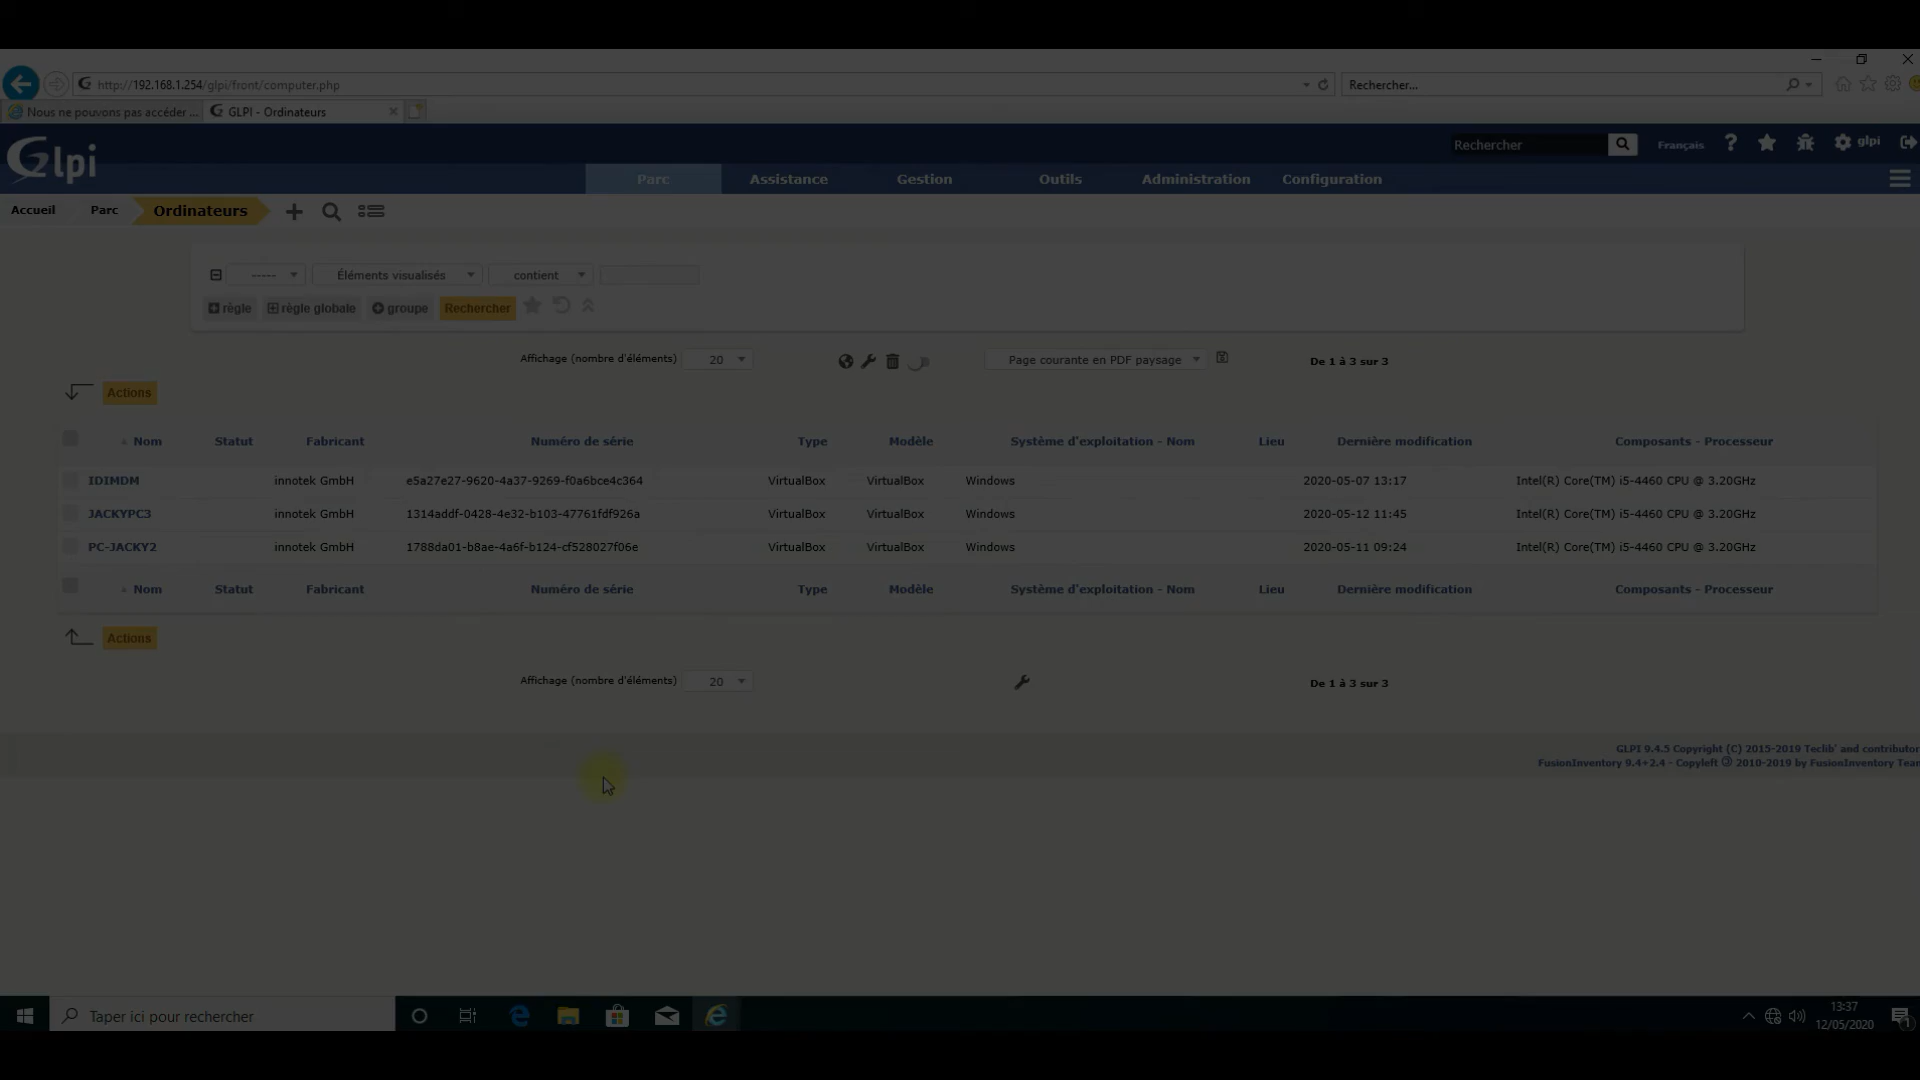 http://192.168.1.254/glpi/front/computer.php
Rechercher...
Nous ne pouvons pas accéder ...
GLPI - Ordinateurs
Glpi
Rechercher
Français
glpi
Parc
Assistance
Gestion
Outils
Administration
Configuration
Accueil
Parc
Ordinateurs
----- Éléments visualisés contient
règle règle globale groupe Rechercher
Affichage (nombre d'éléments) 20 Page courante en PDF paysage De 1 à 3 sur 3
Actions
Nom Statut Fabricant Numéro de série Type Modèle Système d'exploitation - Nom Lieu Dernière modification Composants - Processeur
IDIMDM innotek GmbH e5a27e27-9620-4a37-9269-f0a6bce4c364 VirtualBox VirtualBox Windows 2020-05-07 13:17 Intel(R) Core(TM) i5-4460 CPU @ 3.20GHz
JACKYPC3 innotek GmbH 1314addf-0428-4e32-b103-47761fdf926a VirtualBox VirtualBox Windows 2020-05-12 11:45 Intel(R) Core(TM) i5-4460 CPU @ 3.20GHz
PC-JACKY2 innotek GmbH 1788da01-b8ae-4a6f-b124-cf528027f06e VirtualBox VirtualBox Windows 2020-05-11 09:24 Intel(R) Core(TM) i5-4460 CPU @ 3.20GHz
Nom Statut Fabricant Numéro de série Type Modèle Système d'exploitation - Nom Lieu Dernière modification Composants - Processeur
Actions
Affichage (nombre d'éléments) 20 De 1 à 3 sur 3
GLPI 9.4.5 Copyright (C) 2015-2019 Teclib' and contributor
FusionInventory 9.4+2.4 - Copyleft 2010-2019 by FusionInventory Tear
Taper ici pour rechercher
13:37
12/05/2020
1